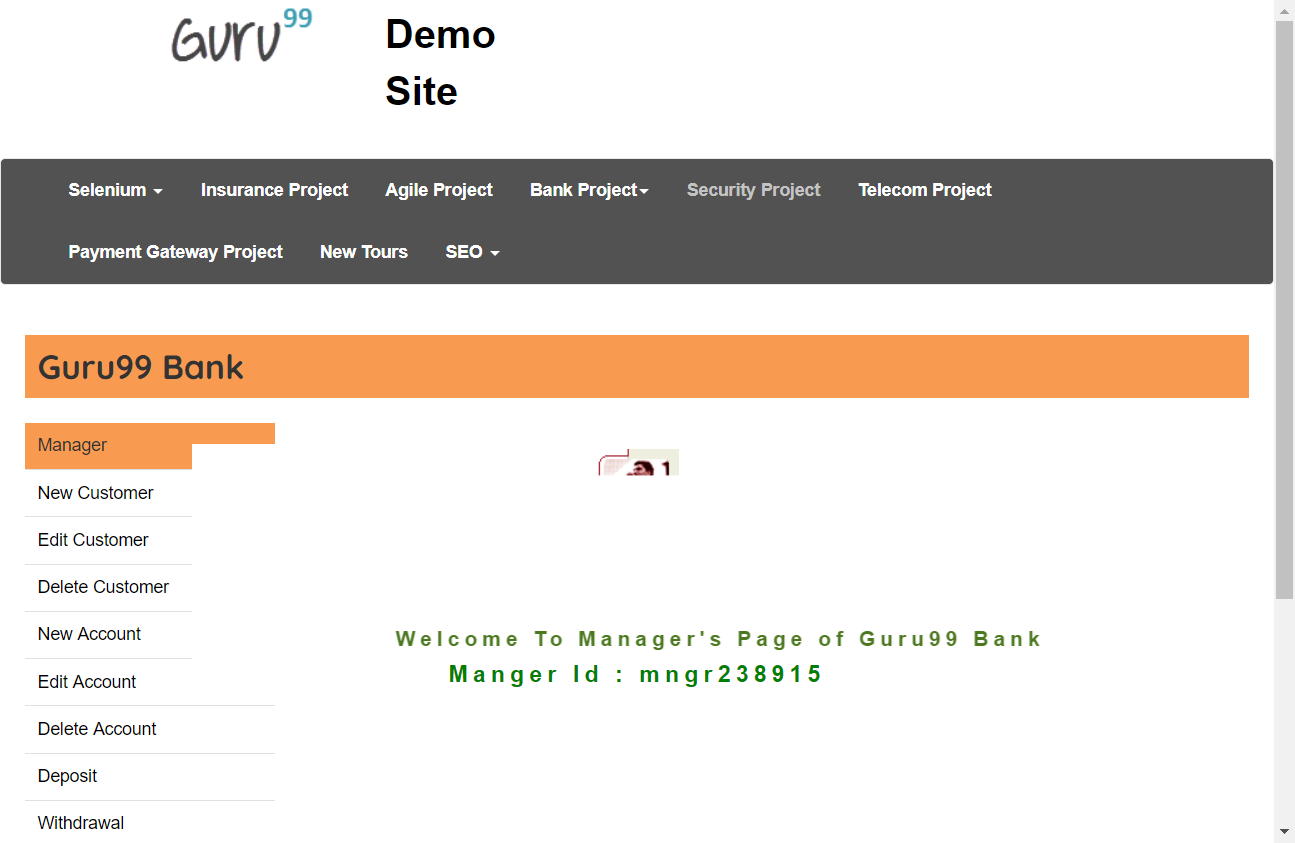 Guru99
Demo
Site
Selenium Insurance Project Agile Project Bank Project Security Project Telecom Project
Payment Gateway Project New Tours SEO
Guru99 Bank
Manager
1
New Customer
Edit Customer
Delete Customer
New Account
Welcome To Manager's Page of Guru99 Bank
Manger Id : mngr238915
Edit Account
Delete Account
Deposit
Withdrawal